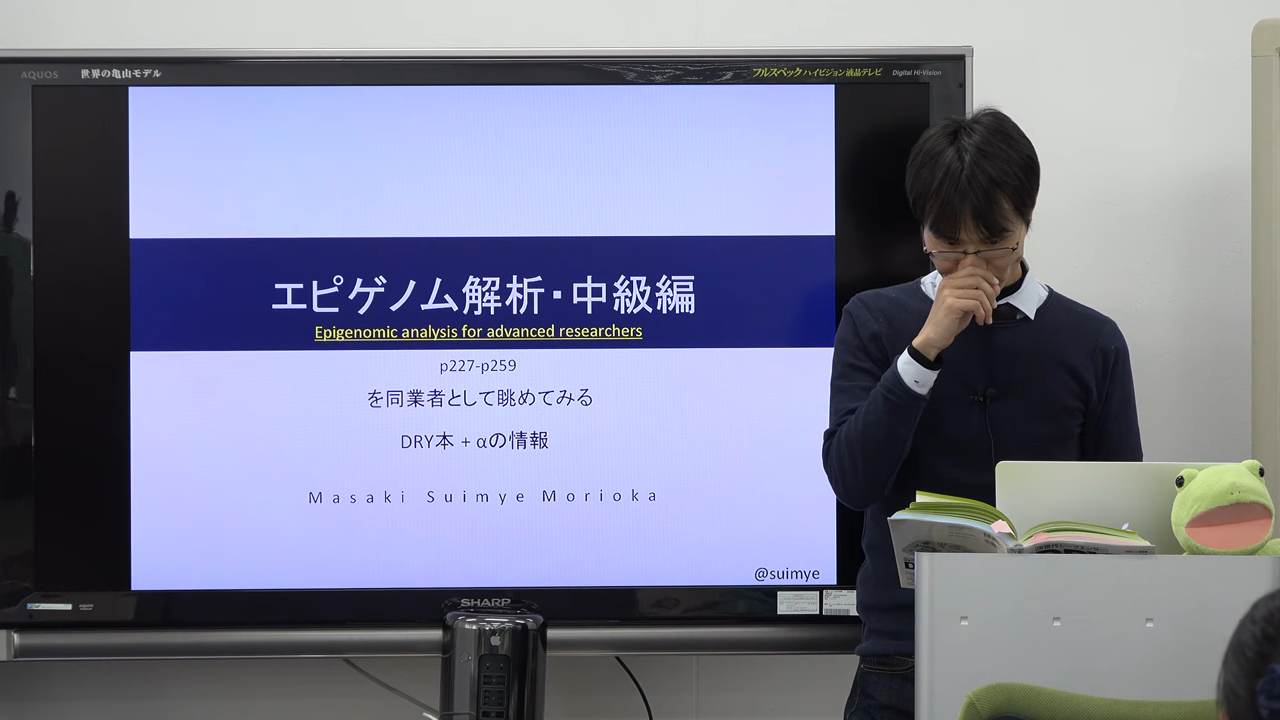 AQUOS 世界の亀山モデル フルスペックハイビジョン液晶テレビ Digital Hi-Vision
エピゲノム解析・中級編
Epigenomic analysis for advanced researchers
p227-p259
を同業者として眺めてみる
DRY本 + αの情報
Masaki Suimye Morioka
@suimye
SHARP